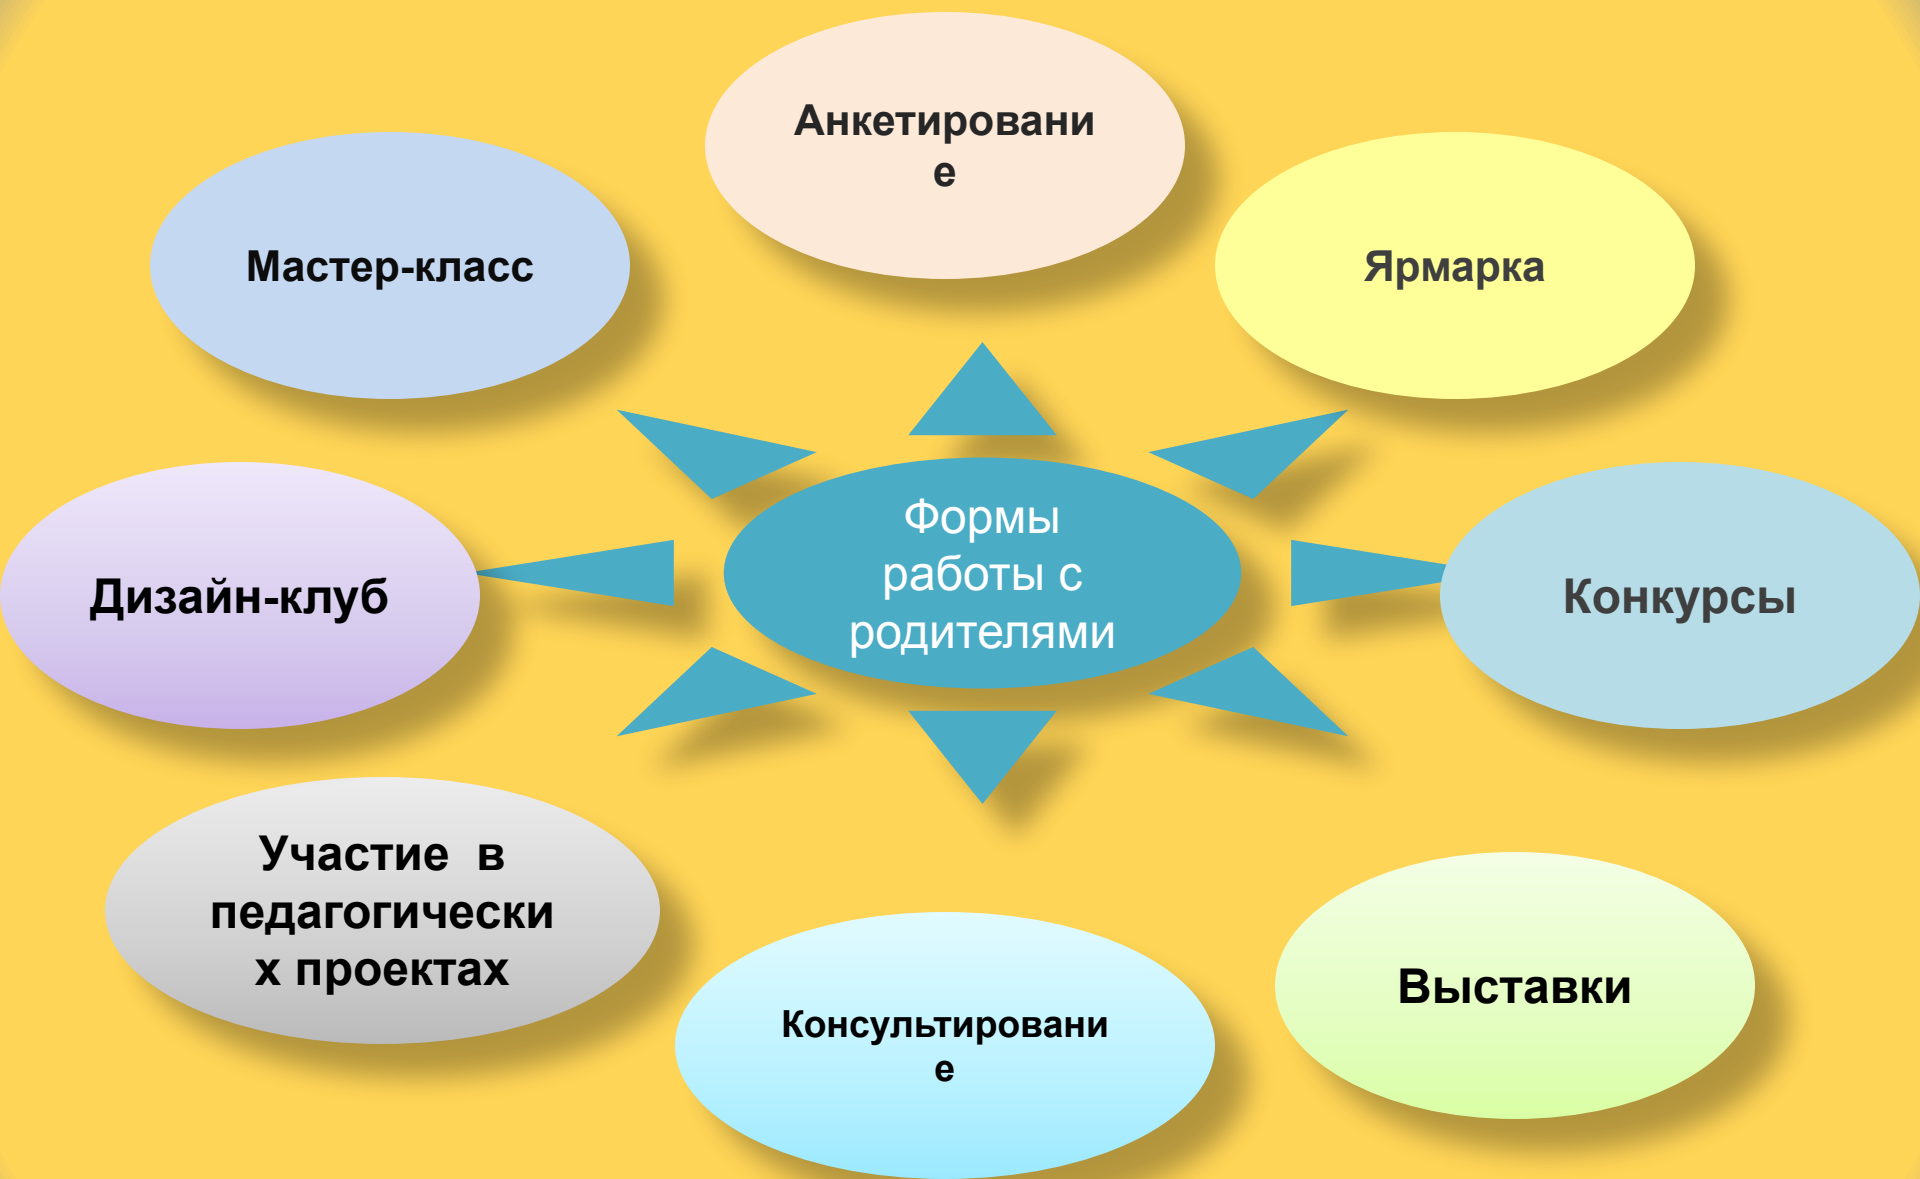 Анкетировани
е
Мастер-класс
Ярмарка
Формы
работы с
родителями
Дизайн-клуб
Конкурсы
Участие  в
педагогически
х проектах
Консультировани
е
Выставки